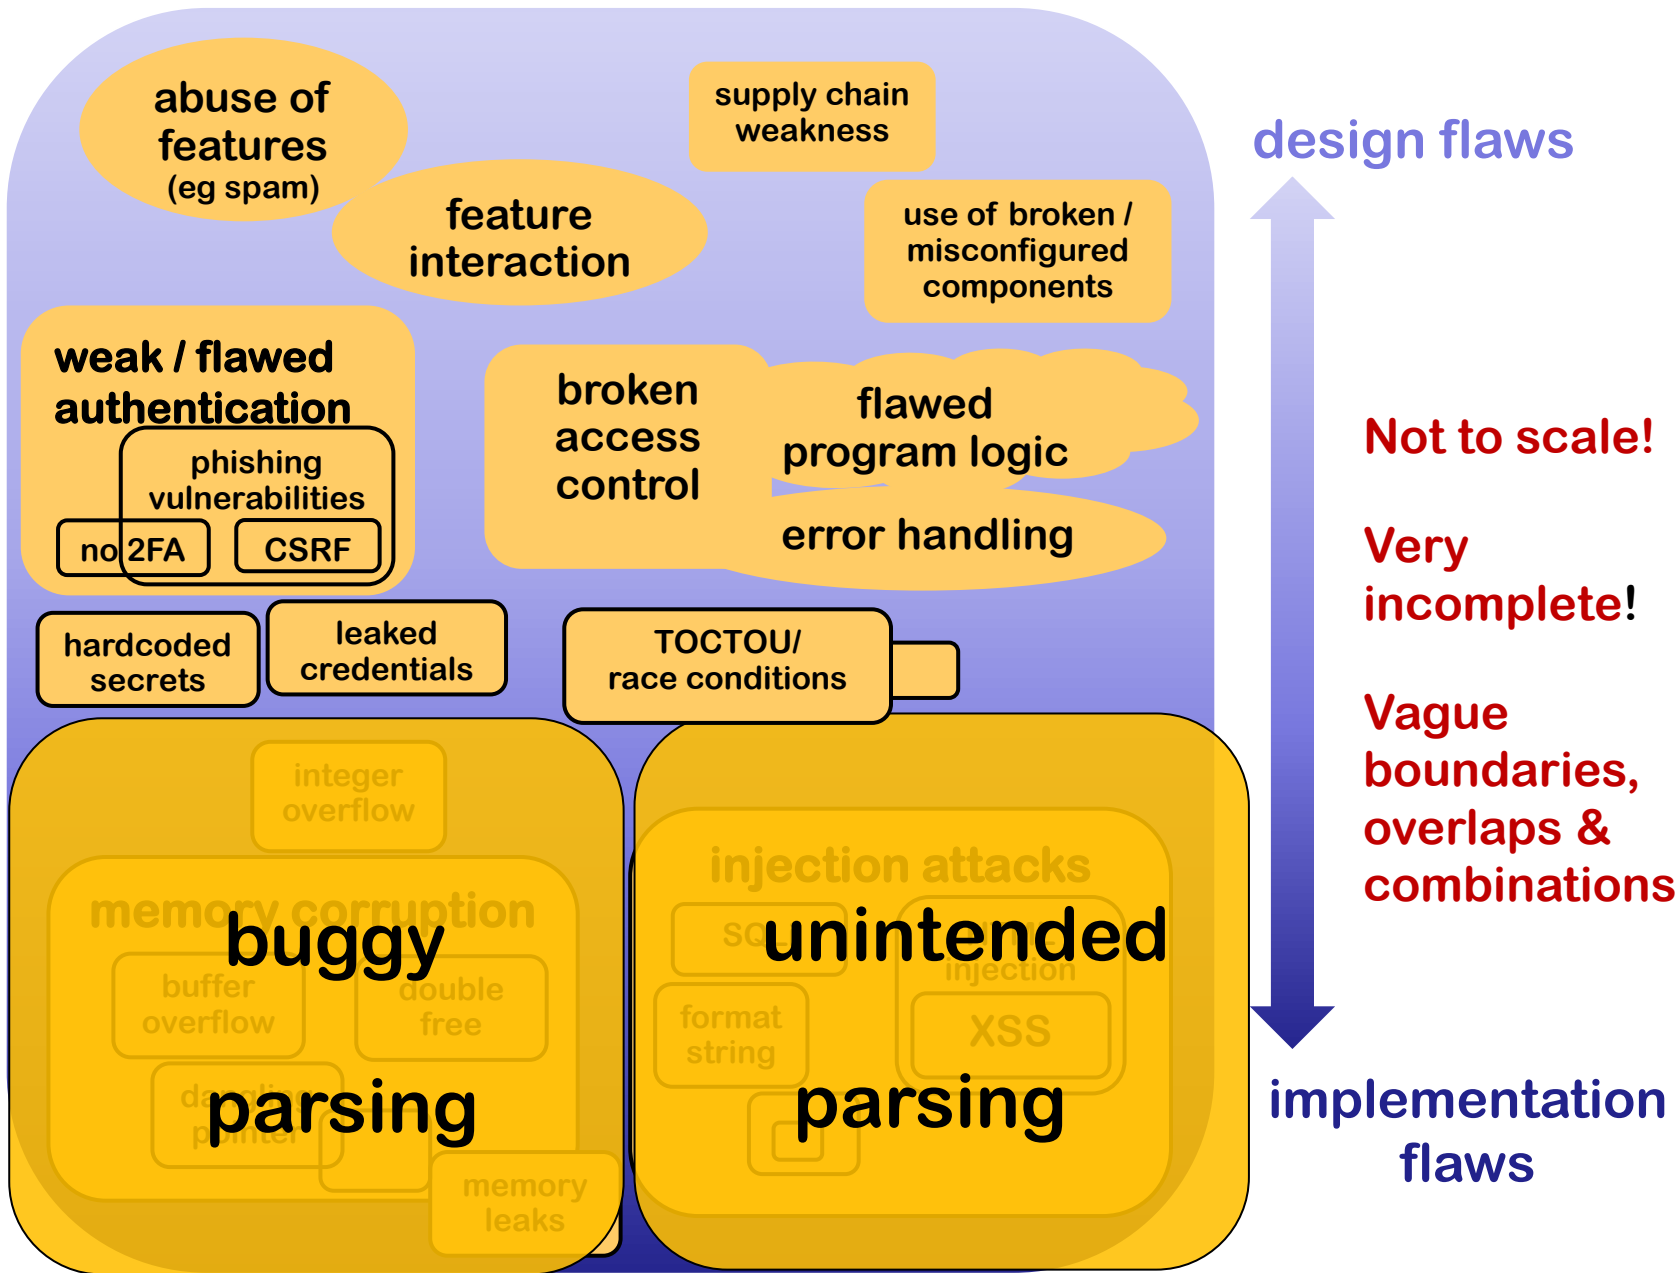 abuse of
features
(eg spam)
supply chain
weakness
design flaws
feature
interaction
use of broken /
misconfigured
components
weak / flawed
authentication
phishing
vulnerabilities
no 2FA
CSRF
broken
access
control
flawed
program logic
error handling
Not to scale!
Very
incomplete!
Vague
boundaries,
overlaps &
combinations
hardcoded
secrets
leaked
credentials
TOCTOU/
race conditions
integer
overflow
memory corruption
buggy
parsing
buffer
overflow
double
free
dangling
pointer
memory
leaks
injection attacks
unintended
parsing
injection
format
string
XSS
implementation
flaws